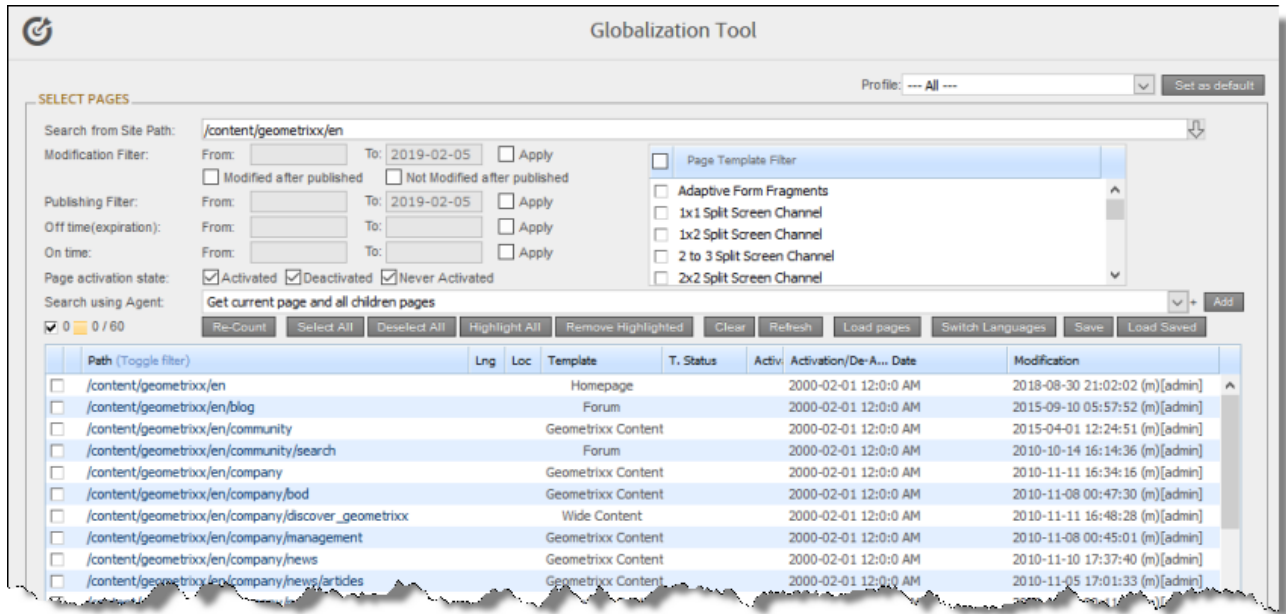 Globalization Tool
Profile: --- All --- Set as default
SELECT PAGES
Search from Site Path: /content/geometrixx/en
Modification Filter: From: To: 2019-02-05 Apply
Modified after published Not Modified after published
Publishing Filter: From: To: 2019-02-05 Apply
Off time(expiration): From: To: Apply
On time: From: To: Apply
Page Template Filter
Adaptive Form Fragments
1x1 Split Screen Channel
1x2 Split Screen Channel
2 to 3 Split Screen Channel
2x2 Split Screen Channel
Page activation state: Activated Deactivated Never Activated
Search using Agent: Get current page and all children pages + Add
0 0 / 60 Re-Count Select All Deselect All Highlight All Remove Highlighted Clear Refresh Load pages Switch Languages Save Load Saved
Path (Toggle filter) Lng Loc Template T. Status Activ Activation/De-A... Date Modification
/content/geometrixx/en Homepage 2000-02-01 12:0:0 AM 2018-08-30 21:02:02 (m)[admin]
/content/geometrixx/en/blog Forum 2000-02-01 12:0:0 AM 2015-09-10 05:57:52 (m)[admin]
/content/geometrixx/en/community Geometrixx Content 2000-02-01 12:0:0 AM 2015-04-01 12:24:51 (m)[admin]
/content/geometrixx/en/community/search Forum 2000-02-01 12:0:0 AM 2010-10-14 16:14:36 (m)[admin]
/content/geometrixx/en/company Geometrixx Content 2000-02-01 12:0:0 AM 2010-11-11 16:34:16 (m)[admin]
/content/geometrixx/en/company/bod Geometrixx Content 2000-02-01 12:0:0 AM 2010-11-08 00:47:30 (m)[admin]
/content/geometrixx/en/company/discover_geometrixx Wide Content 2000-02-01 12:0:0 AM 2010-11-11 16:48:28 (m)[admin]
/content/geometrixx/en/company/management Geometrixx Content 2000-02-01 12:0:0 AM 2010-11-08 00:45:01 (m)[admin]
/content/geometrixx/en/company/news Geometrixx Content 2000-02-01 12:0:0 AM 2010-11-10 17:37:40 (m)[admin]
/content/geometrixx/en/company/news/articles Geometrixx Content 2000-02-01 12:0:0 AM 2010-11-05 17:01:33 (m)[admin]